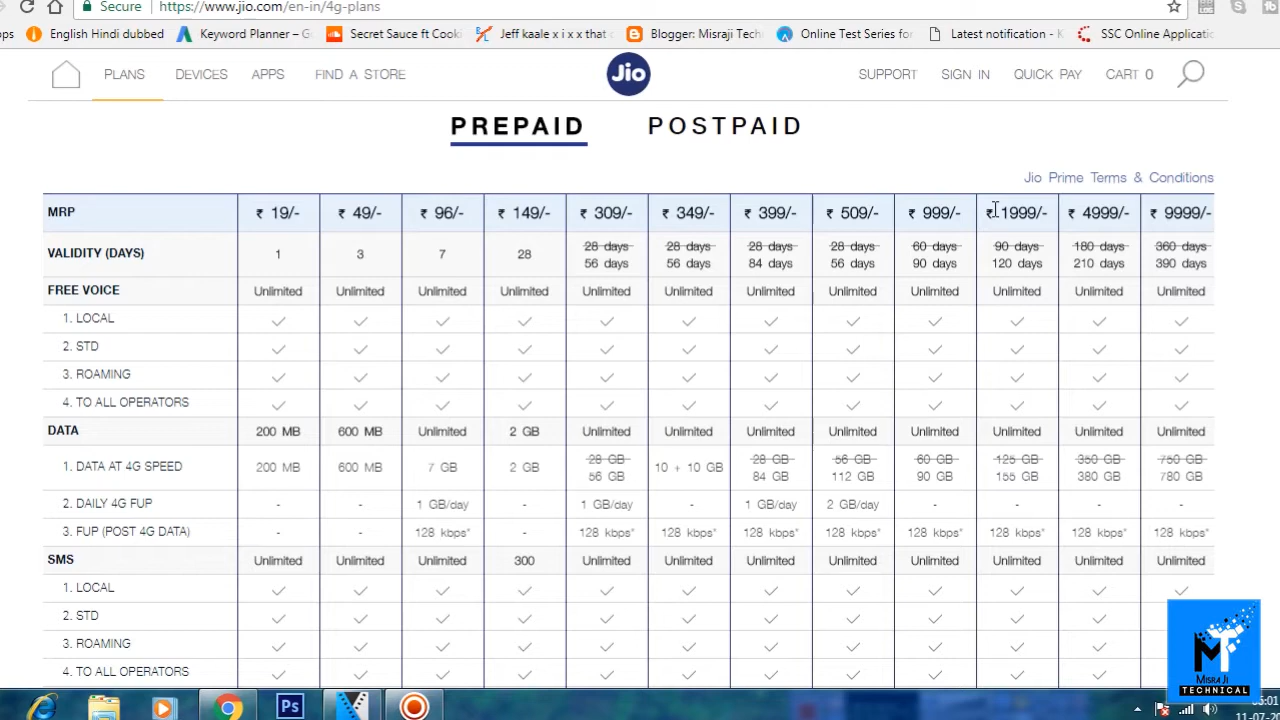 Secure https://www.jio.com/en-in/4g-plans
English Hindi dubbed Keyword Planner – Go Secret Sauce ft Cooki Jeff kaale x i x x that Blogger: Misraji Tech Online Test Series for Latest notification - K SSC Online Applicati
PLANS DEVICES APPS FIND A STORE Jio SUPPORT SIGN IN QUICK PAY CART 0
PREPAID POSTPAID
Jio Prime Terms & Conditions
MRP ₹ 19/- ₹ 49/- ₹ 96/- ₹ 149/- ₹ 309/- ₹ 349/- ₹ 399/- ₹ 509/- ₹ 999/- ₹ 1999/- ₹ 4999/- ₹ 9999/-
28 days 28 days 28 days 28 days 60 days 90 days 180 days 360 days
VALIDITY (DAYS) 1 3 7 28 56 days 56 days 84 days 56 days 90 days 120 days 210 days 390 days
FREE VOICE Unlimited Unlimited Unlimited Unlimited Unlimited Unlimited Unlimited Unlimited Unlimited Unlimited Unlimited Unlimited
1. LOCAL
2. STD
3. ROAMING
4. TO ALL OPERATORS
DATA 200 MB 600 MB Unlimited 2 GB Unlimited Unlimited Unlimited Unlimited Unlimited Unlimited Unlimited Unlimited
28 GB 28 GB 56 GB 60 GB 125 GB 350 GB 750 GB
1. DATA AT 4G SPEED 200 MB 600 MB 7 GB 2 GB 56 GB 10 + 10 GB 84 GB 112 GB 90 GB 155 GB 380 GB 780 GB
2. DAILY 4G FUP - - 1 GB/day - 1 GB/day - 1 GB/day 2 GB/day - - - -
3. FUP (POST 4G DATA) - - 128 kbps* - 128 kbps* 128 kbps* 128 kbps* 128 kbps* 128 kbps* 128 kbps* 128 kbps* 128 kbps*
SMS Unlimited Unlimited Unlimited 300 Unlimited Unlimited Unlimited Unlimited Unlimited Unlimited Unlimited Unlimited
1. LOCAL
2. STD
3. ROAMING
4. TO ALL OPERATORS
MT
MISRA JI
TECHNICAL
Ps